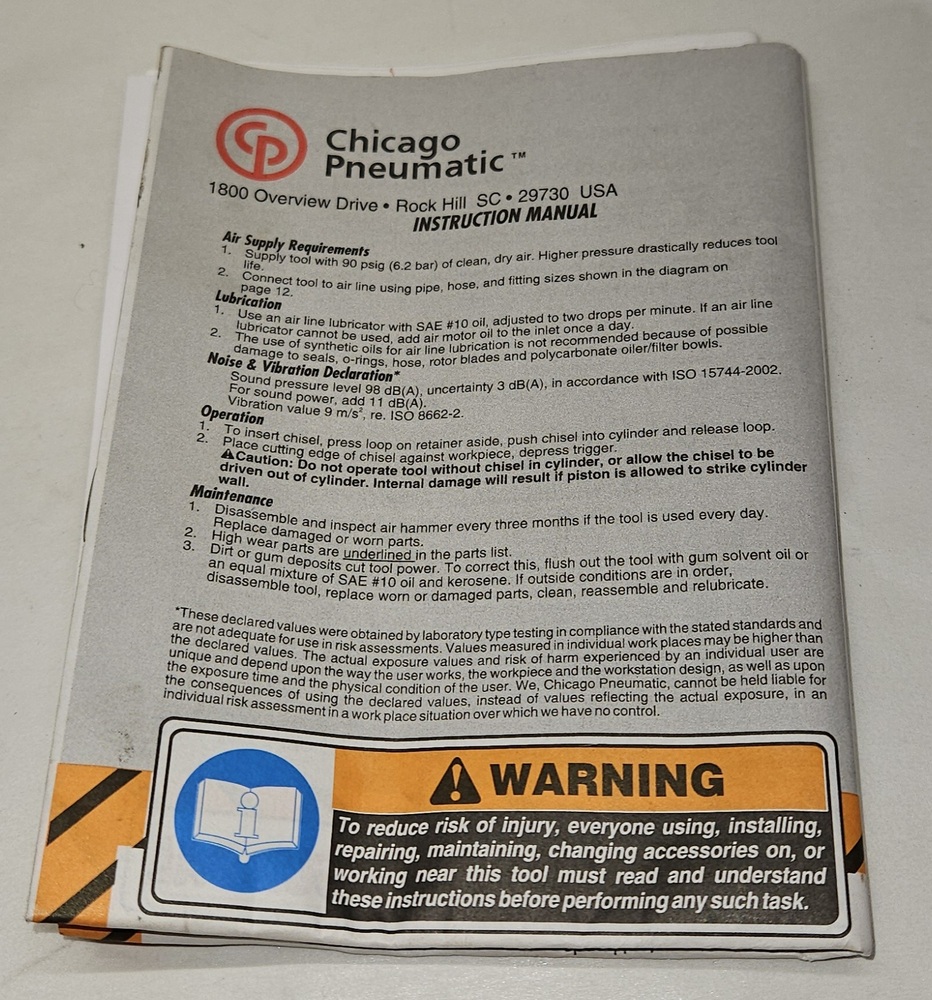 CP
Chicago
Pneumatic™
1800 Overview Drive • Rock Hill SC • 29730 USA
INSTRUCTION MANUAL
Air Supply Requirements
1. Supply tool with 90 psig (6.2 bar) of clean, dry air. Higher pressure drastically reduces tool
life.
2. Connect tool to air line using pipe, hose, and fitting sizes shown in the diagram on
page 12.
Lubrication
1. Use an air line lubricator with SAE #10 oil, adjusted to two drops per minute. If an air line
lubricator cannot be used, add air motor oil to the inlet once a day.
2. The use of synthetic oils for air line lubrication is not recommended because of possible
damage to seals, o-rings, hose, rotor blades and polycarbonate oiler/filter bowls.
Noise & Vibration Declaration*
Sound pressure level 98 dB(A), uncertainty 3 dB(A), in accordance with ISO 15744-2002.
For sound power, add 11 dB(A).
Vibration value 9 m/s², re. ISO 8662-2.
Operation
1. To insert chisel, press loop on retainer aside, push chisel into cylinder and release loop.
2. Place cutting edge of chisel against workpiece, depress trigger.
⚠Caution: Do not operate tool without chisel in cylinder, or allow the chisel to be
driven out of cylinder. Internal damage will result if piston is allowed to strike cylinder
wall.
Maintenance
1. Disassemble and inspect air hammer every three months if the tool is used every day.
Replace damaged or worn parts.
2. High wear parts are underlined in the parts list.
3. Dirt or gum deposits cut tool power. To correct this, flush out the tool with gum solvent oil or
an equal mixture of SAE #10 oil and kerosene. If outside conditions are in order,
disassemble tool, replace worn or damaged parts, clean, reassemble and relubricate.
*These declared values were obtained by laboratory type testing in compliance with the stated standards and
are not adequate for use in risk assessments. Values measured in individual work places may be higher than
the declared values. The actual exposure values and risk of harm experienced by an individual user are
unique and depend upon the way the user works, the workpiece and the workstation design, as well as upon
the exposure time and the physical condition of the user. We, Chicago Pneumatic, cannot be held liable for
the consequences of using the declared values, instead of values reflecting the actual exposure, in an
individual risk assessment in a work place situation over which we have no control.
⚠WARNING
To reduce risk of injury, everyone using, installing,
repairing, maintaining, changing accessories on, or
working near this tool must read and understand
these instructions before performing any such task.